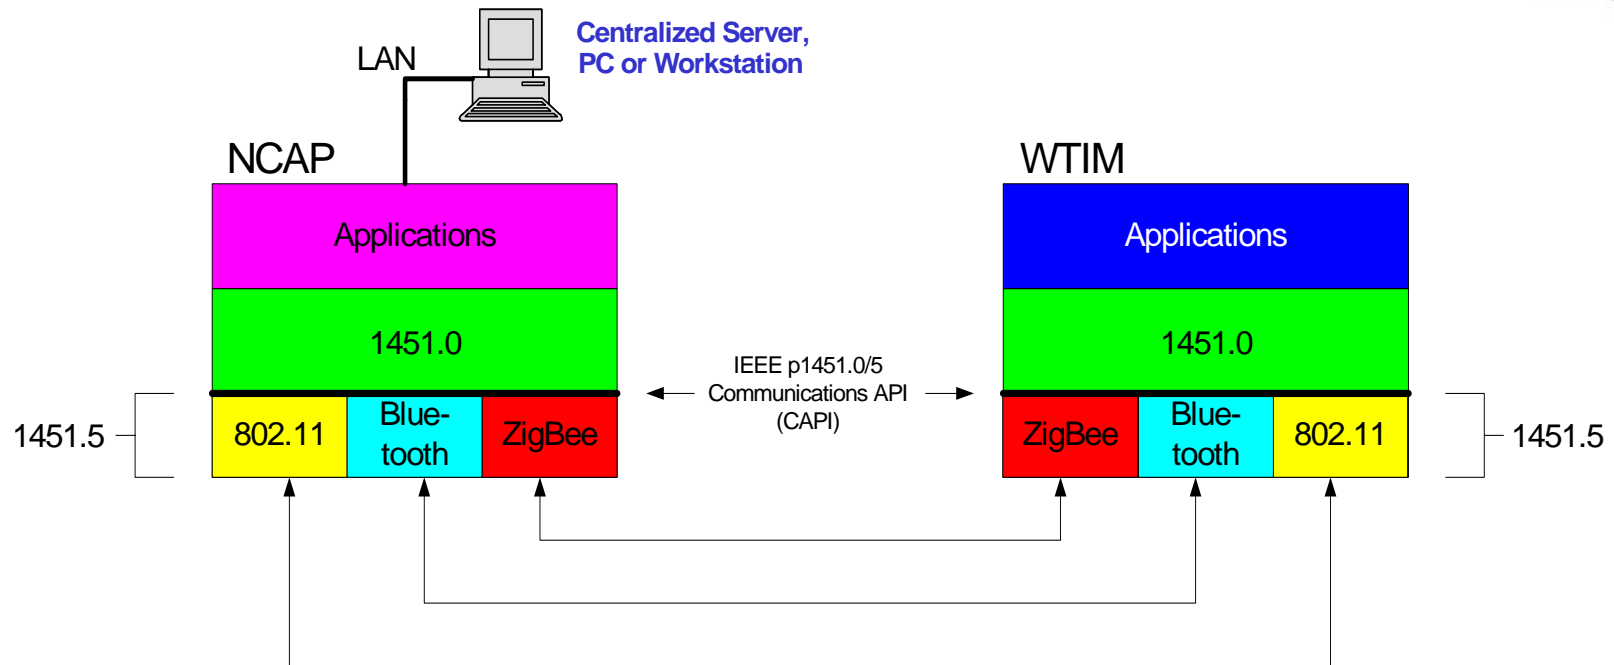 LAN
Centralized Server,
PC or Workstation
NCAP
WTIM
Applications
Applications
1451.0
1451.0
IEEE p1451.0/5
Communications API
(CAPI)
1451.5
802.11
Blue-
tooth
ZigBee
ZigBee
Blue-
tooth
802.11
1451.5